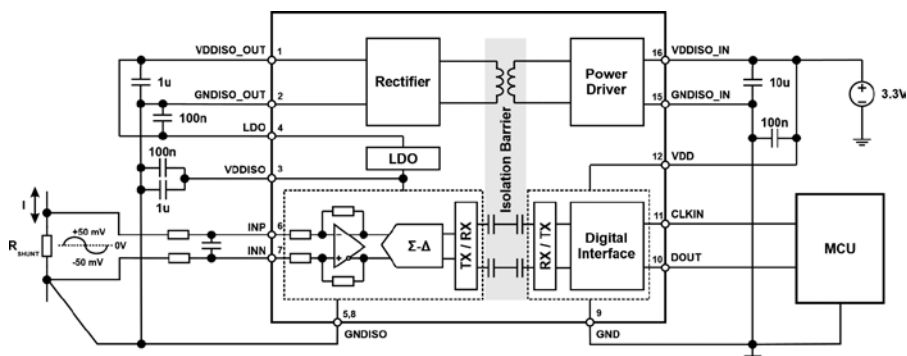 VDDISO_OUT 1
1u
GNDISO_OUT 2
100n
LDO 4
100n
VDDISO 3
1u
I
+50 mV
0V
-50 mV
RSHUNT
INP 6
INN 7
Rectifier
LDO
Σ-Δ
TX / RX
Isolation Barrier
RX / TX
Power
Driver
Digital
Interface
5,8
GNDISO
9
GND
16 VDDISO_IN
10u
15 GNDISO_IN
100n
3.3V
12 VDD
11 CLKIN
10 DOUT
MCU